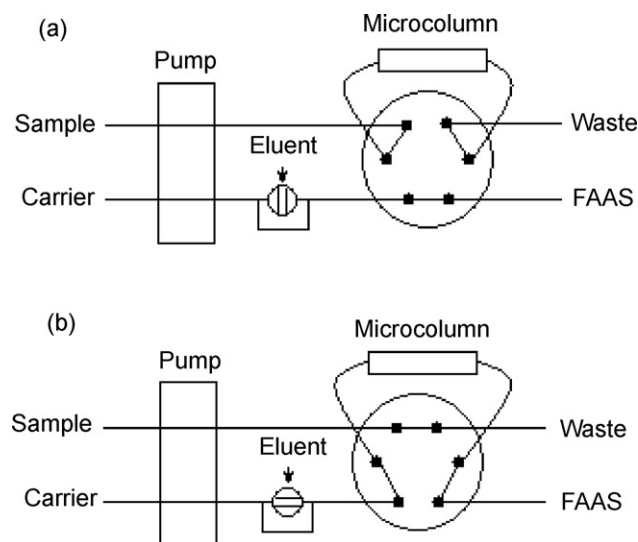 (a)
Microcolumn
Pump
Sample
Waste
Eluent
Carrier
FAAS
(b)
Microcolumn
Pump
Sample
Waste
Eluent
Carrier
FAAS